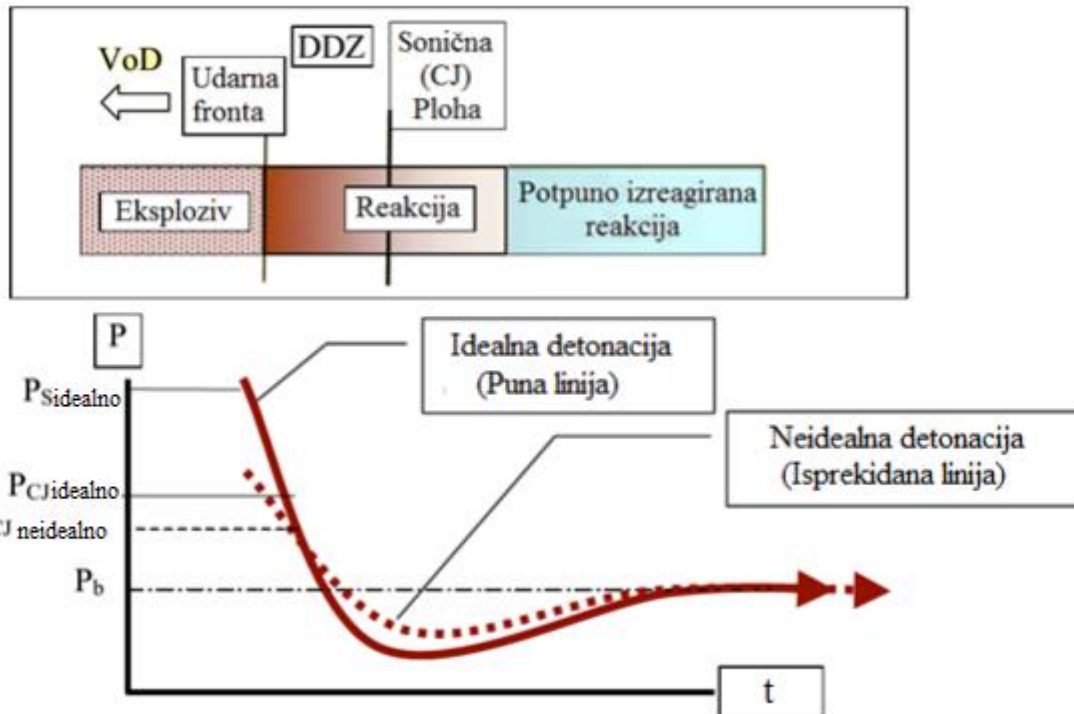 VoD
Udarna
fronta
DDZ
Sonična
(CJ)
Ploha
Eksploziv
Reakcija
Potpuno izreagirana
reakcija
P
PSidealno
PCJidealno
CJ neidealno
Pb
Idealna detonacija
(Puna linija)
Neidealna detonacija
(Isprekidana linija)
t